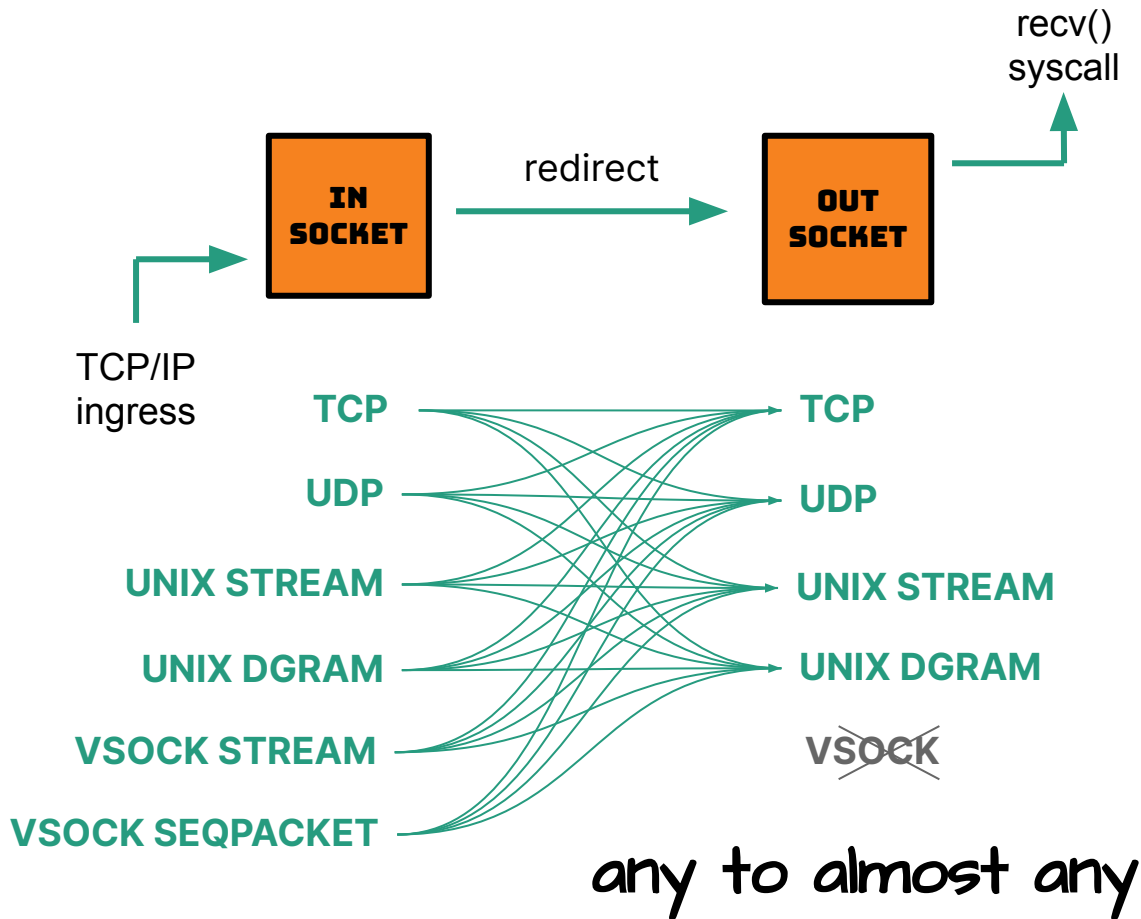 recv()
syscall
redirect
IN
SOCKET
OUT
SOCKET
TCP/IP
ingress
TCP
TCP
UDP
UDP
UNIX STREAM
UNIX STREAM
UNIX DGRAM
UNIX DGRAM
VSOCK STREAM
VSOCK
VSOCK SEQPACKET
any to almost any